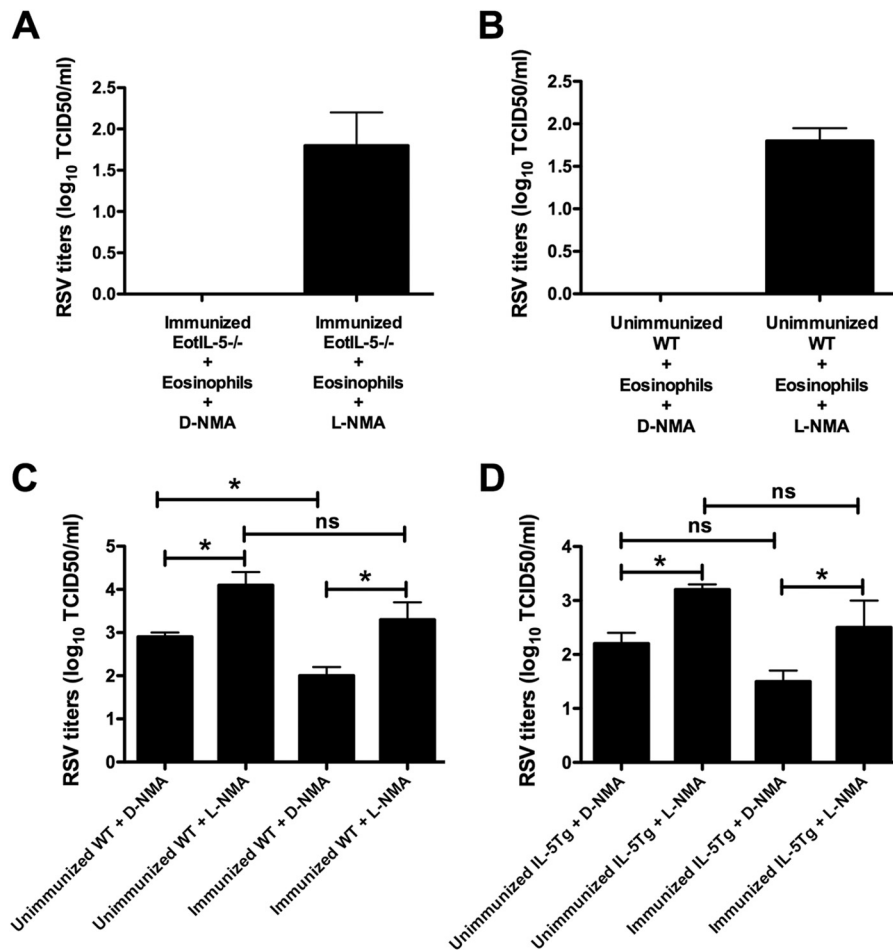 A
RSV titers (log10 TCID50/ml)
2.5
2.0
1.5
1.0
0.5
0.0
Immunized
EotIL-5-/-
+
Eosinophils
+
D-NMA
Immunized
EotIL-5-/-
+
Eosinophils
+
L-NMA
B
RSV titers (log10 TCID50/ml)
2.5
2.0
1.5
1.0
0.5
0.0
Unimmunized
WT
+
Eosinophils
+
D-NMA
Unimmunized
WT
+
Eosinophils
+
L-NMA
C
RSV titers (log10 TCID50/ml)
*
*
ns
*
5
4
3
2
1
0
Unimmunized WT + D-NMA
Unimmunized WT + L-NMA
Immunized WT + D-NMA
Immunized WT + L-NMA
D
RSV titers (log10 TCID50/ml)
ns
ns
*
*
4
3
2
1
0
Unimmunized IL-5Tg + D-NMA
Unimmunized IL-5Tg + L-NMA
Immunized IL-5Tg + D-NMA
Immunized IL-5Tg + L-NMA